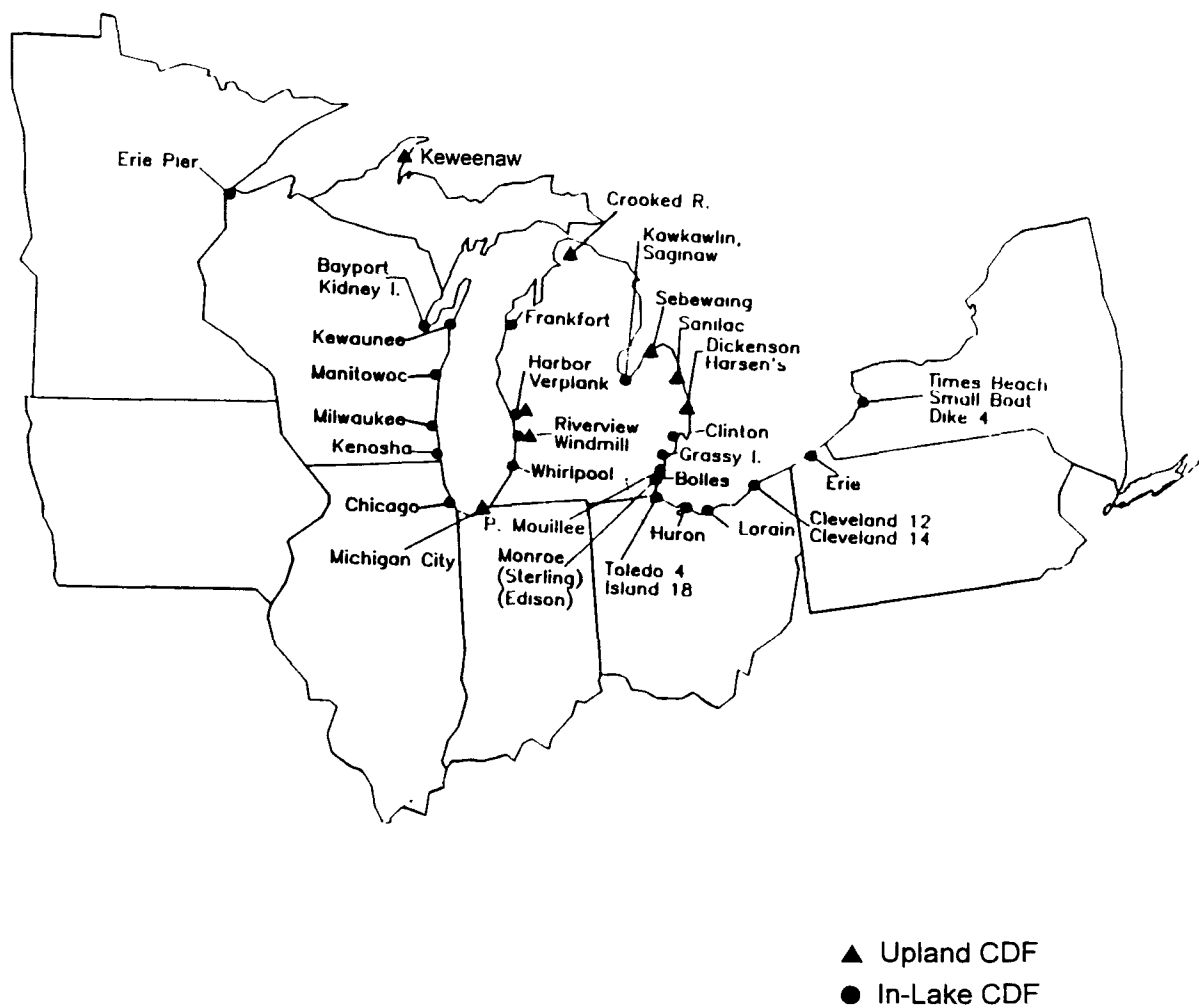 Erie Pier
Keweenaw
Crooked R.
Kawkawlin,
Saginaw
Bayport
Kidney I.
Sebewaing
Kewaunee
Frankfort
Sanilac
Dickenson
Harsen's
Manitowoc
Harbor
Verplank
Times Beach
Small Boat
Dike 4
Milwaukee
Riverview
Windmill
Clinton
Kenosha
Grassy I.
Whirlpool
Bolles
Erie
Chicago
P. Mouillee
Huron
Lorain
Cleveland 12
Cleveland 14
Michigan City
Monroe
(Sterling)
(Edison)
Toledo 4
Island 18
▲ Upland CDF
● In-Lake CDF